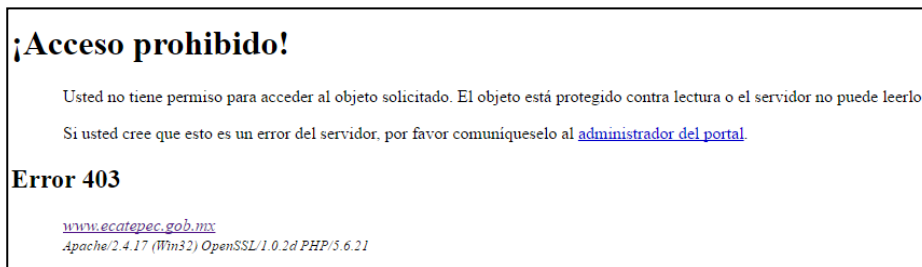 ¡Acceso prohibido!
Usted no tiene permiso para acceder al objeto solicitado. El objeto está protegido contra lectura o el servidor no puede leerlo
Si usted cree que esto es un error del servidor, por favor comuníqueselo al administrador del portal.
Error 403
www.ecatepec.gob.mx
Apache/2.4.17 (Win32) OpenSSL/1.0.2d PHP/5.6.21